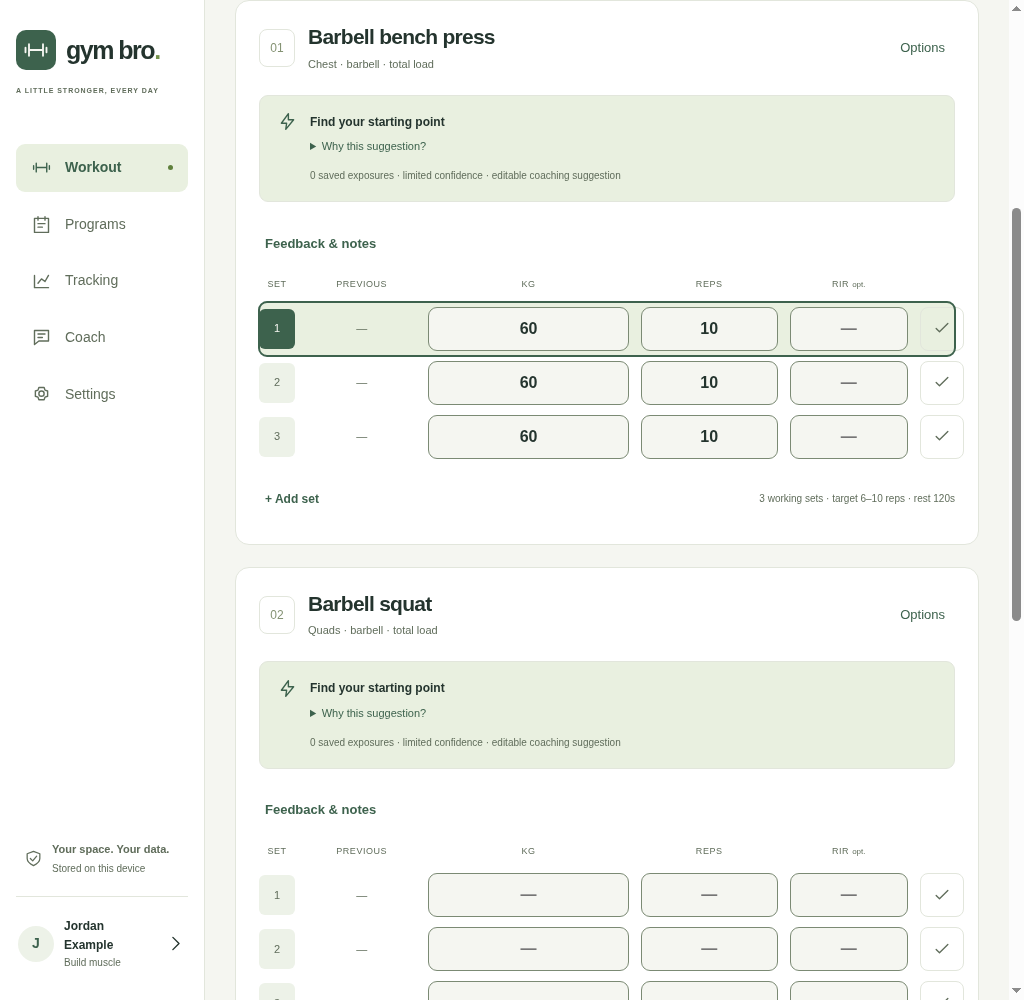 gym bro.
A LITTLE STRONGER, EVERY DAY
Workout
Programs
Tracking
Coach
Settings
Your space. Your data.
Stored on this device
J
Jordan
Example
Build muscle
01
Barbell bench press
Chest · barbell · total load
Options
Find your starting point
▶ Why this suggestion?
0 saved exposures · limited confidence · editable coaching suggestion
Feedback & notes
SET PREVIOUS KG REPS RIR opt.
1 — 60 10 —
2 — 60 10 —
3 — 60 10 —
+ Add set
3 working sets · target 6–10 reps · rest 120s
02
Barbell squat
Quads · barbell · total load
Options
Find your starting point
▶ Why this suggestion?
0 saved exposures · limited confidence · editable coaching suggestion
Feedback & notes
SET PREVIOUS KG REPS RIR opt.
1 — — — —
2 — — — —